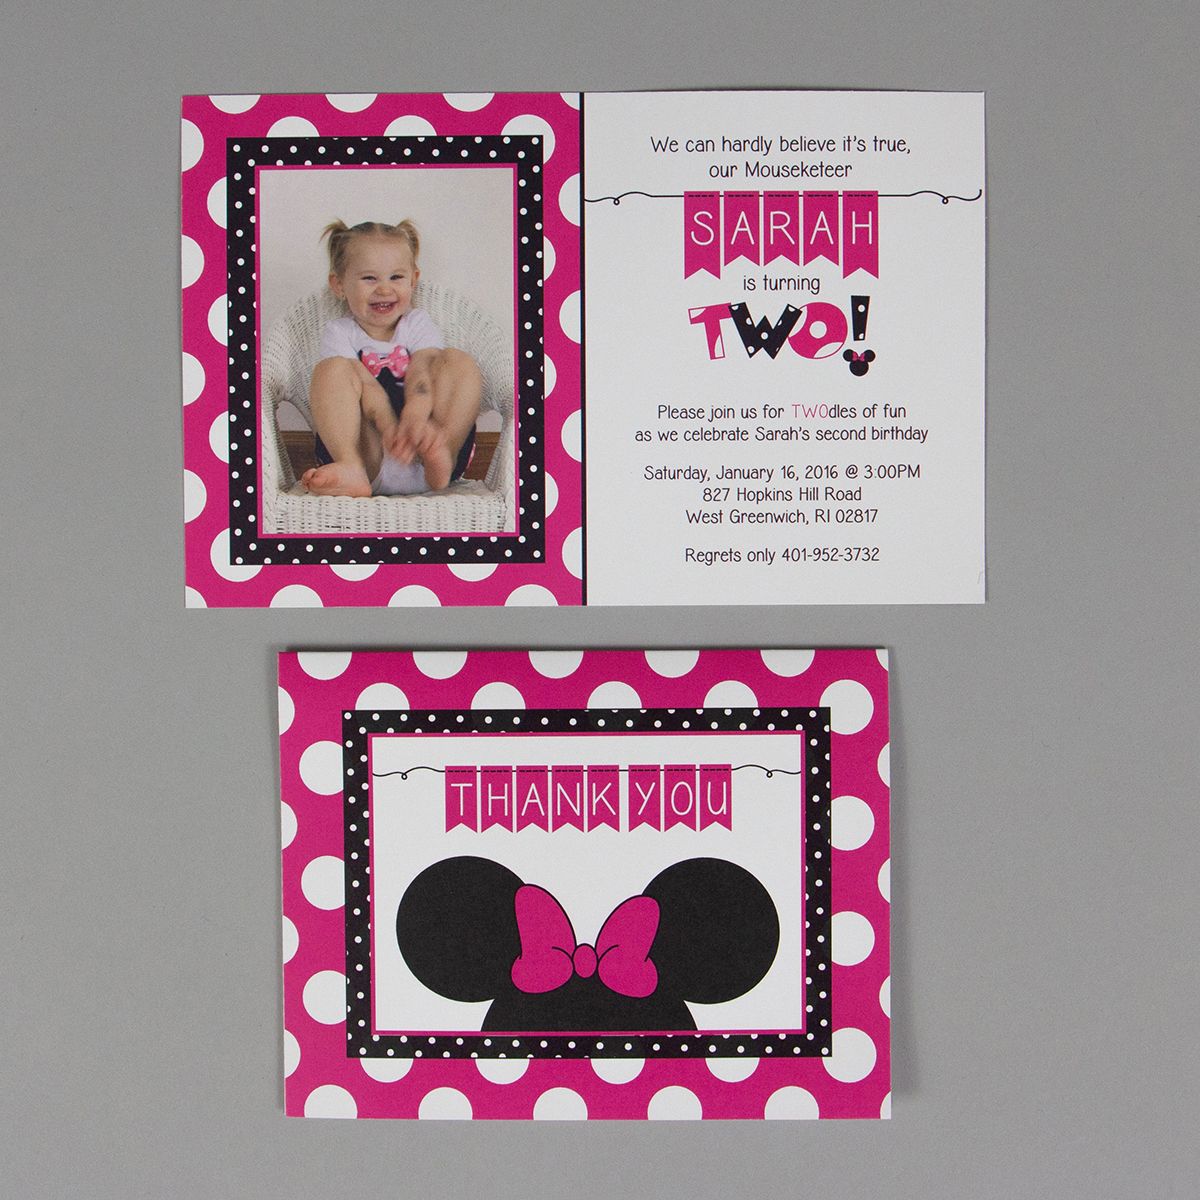 We can hardly believe it's true,
our Mouseketeer
SARAH
is turning
TWO!
Please join us for TWOdles of fun
as we celebrate Sarah's second birthday
Saturday, January 16, 2016 @ 3:00PM
827 Hopkins Hill Road
West Greenwich, RI 02817
Regrets only 401-952-3732
THANK YOU